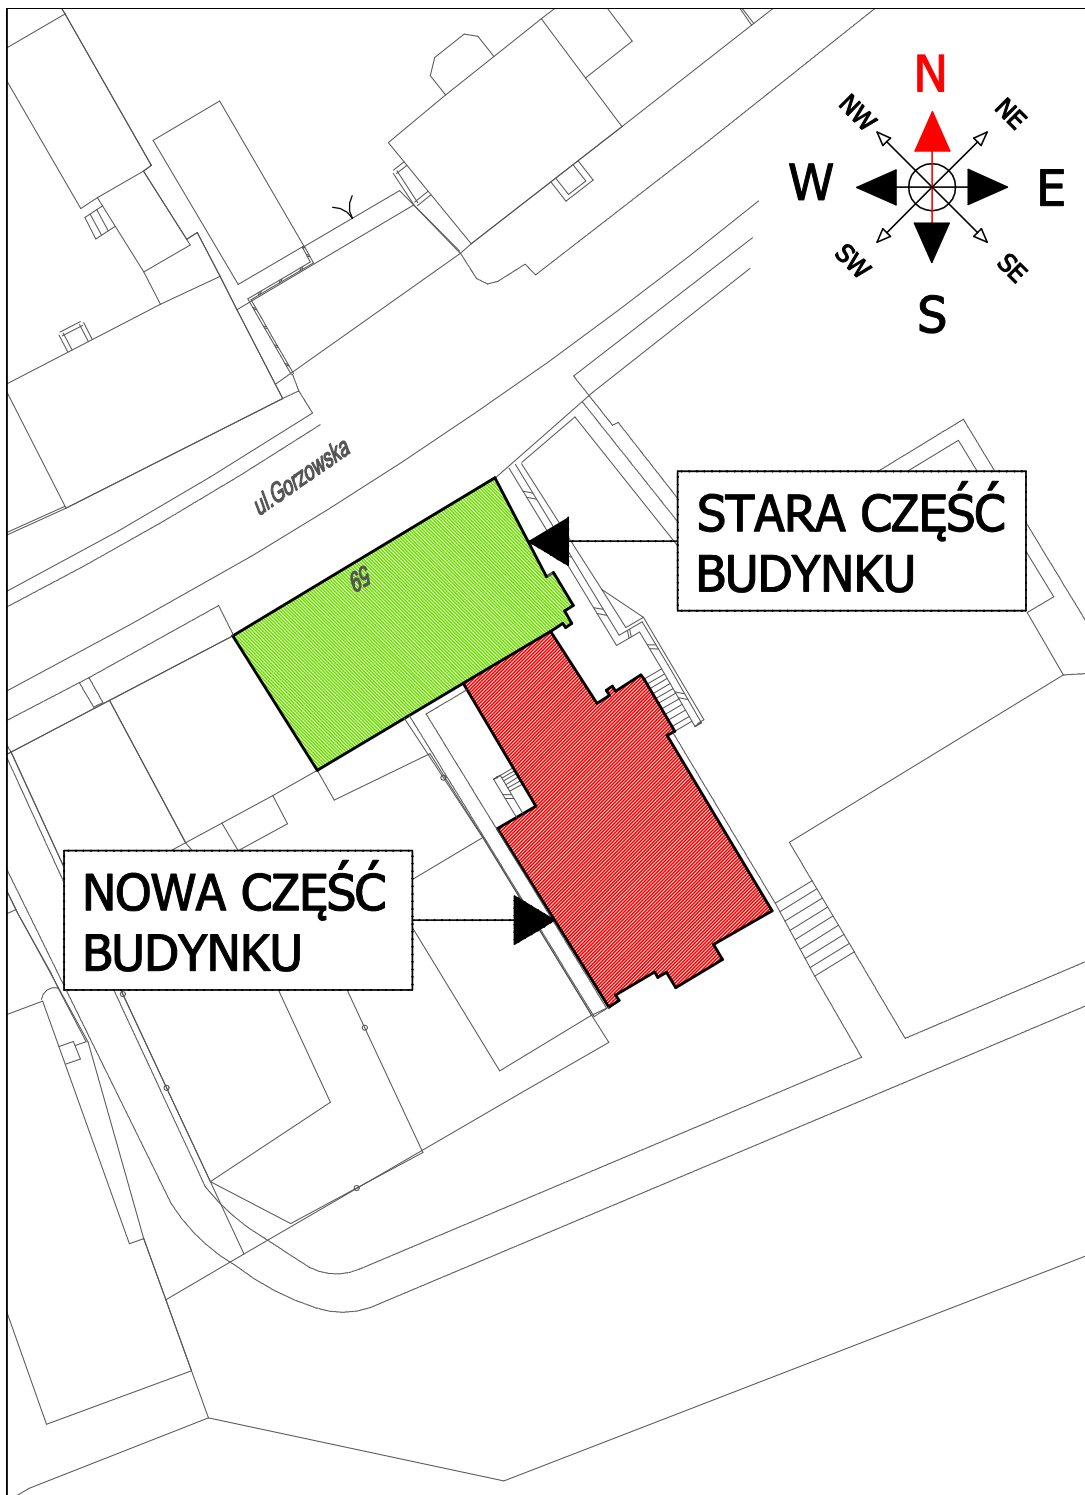 N
NW
NE
W
E
SW
SE
S
ul.Gorzowska
STARA CZĘŚĆ
BUDYNKU
59
NOWA CZĘŚĆ
BUDYNKU